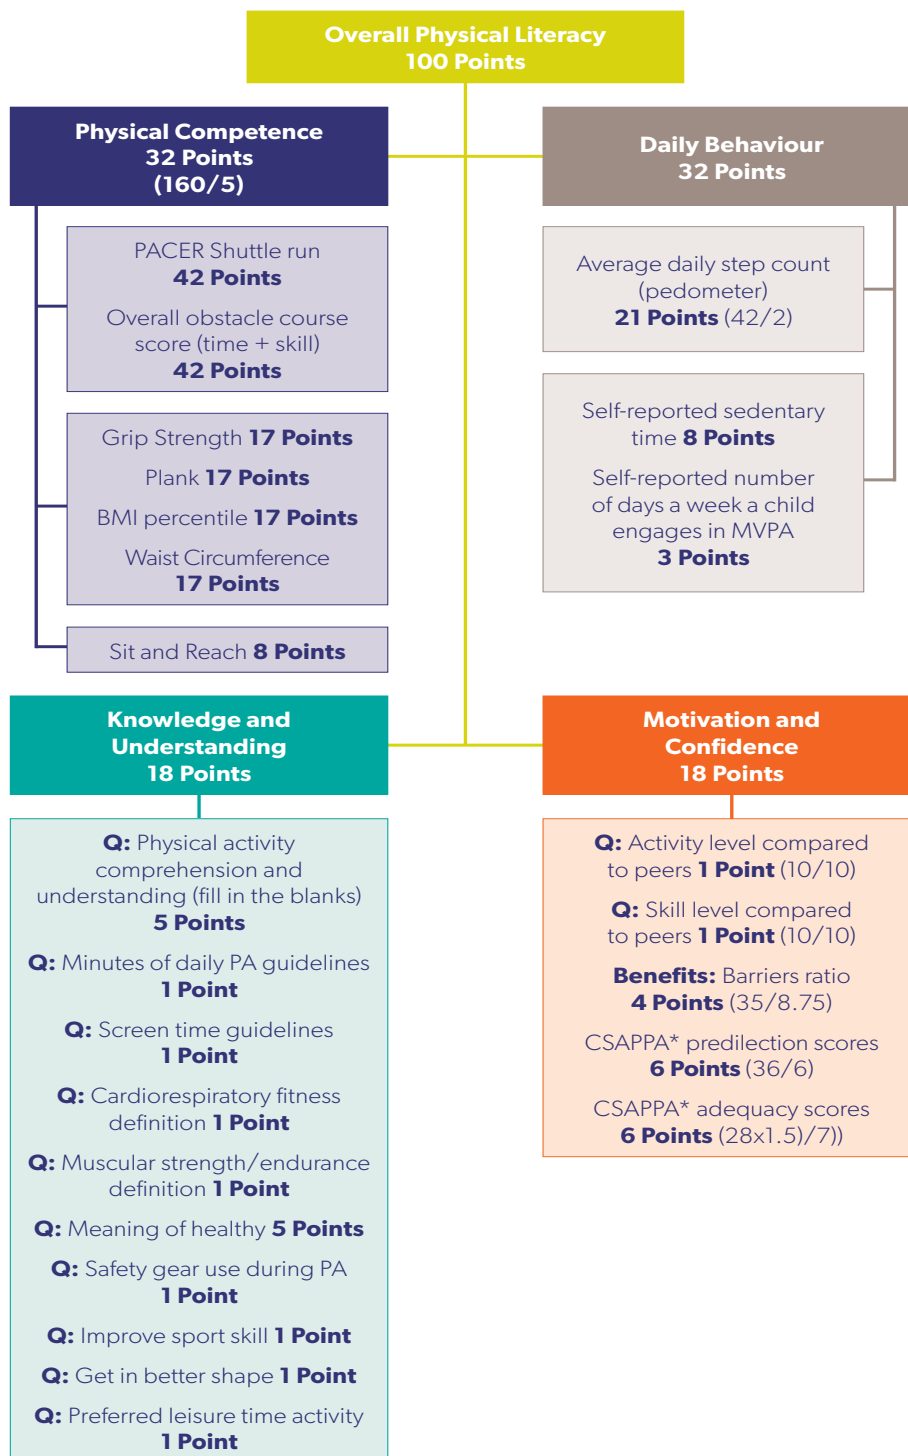 Overall Physical Literacy
100 Points
Physical Competence
32 Points
(160/5)
PACER Shuttle run
42 Points
Overall obstacle course
score (time + skill)
42 Points
Grip Strength 17 Points
Plank 17 Points
BMI percentile 17 Points
Waist Circumference
17 Points
Sit and Reach 8 Points
Daily Behaviour
32 Points
Average daily step count
(pedometer)
21 Points (42/2)
Self-reported sedentary
time 8 Points
Self-reported number
of days a week a child
engages in MVPA
3 Points
Knowledge and
Understanding
18 Points
Q: Physical activity
comprehension and
understanding (fill in the blanks)
5 Points
Q: Minutes of daily PA guidelines
1 Point
Q: Screen time guidelines
1 Point
Q: Cardiorespiratory fitness
definition 1 Point
Q: Muscular strength/endurance
definition 1 Point
Q: Meaning of healthy 5 Points
Q: Safety gear use during PA
1 Point
Q: Improve sport skill 1 Point
Q: Get in better shape 1 Point
Q: Preferred leisure time activity
1 Point
Motivation and
Confidence
18 Points
Q: Activity level compared
to peers 1 Point (10/10)
Q: Skill level compared
to peers 1 Point (10/10)
Benefits: Barriers ratio
4 Points (35/8.75)
CSAPPA* predilection scores
6 Points (36/6)
CSAPPA* adequacy scores
6 Points (28x1.5)/7))